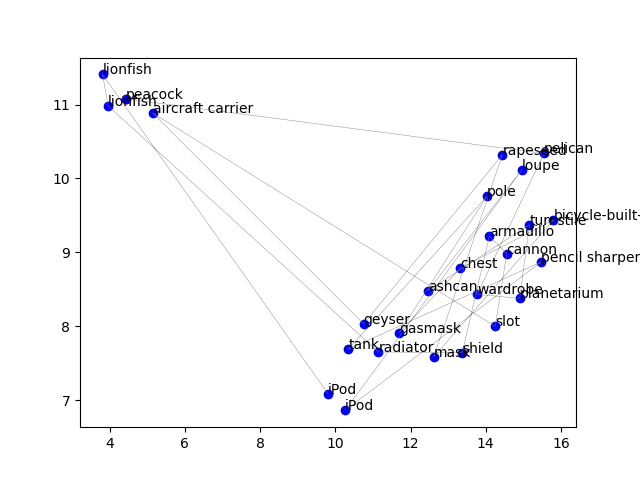 lionfish
peacock
lionfish
aircraft carrier
11
rapeseed
pelican
loupe
10
pole
bicycle-built-
turnstile
armadillo
cannon
9
pencil sharper
chest
ashcan
wardrobe
planetarium
8
geyser
slot
gasmask
tank
radiator
mask
shield
7
iPod
iPod
4
6
8
10
12
14
16